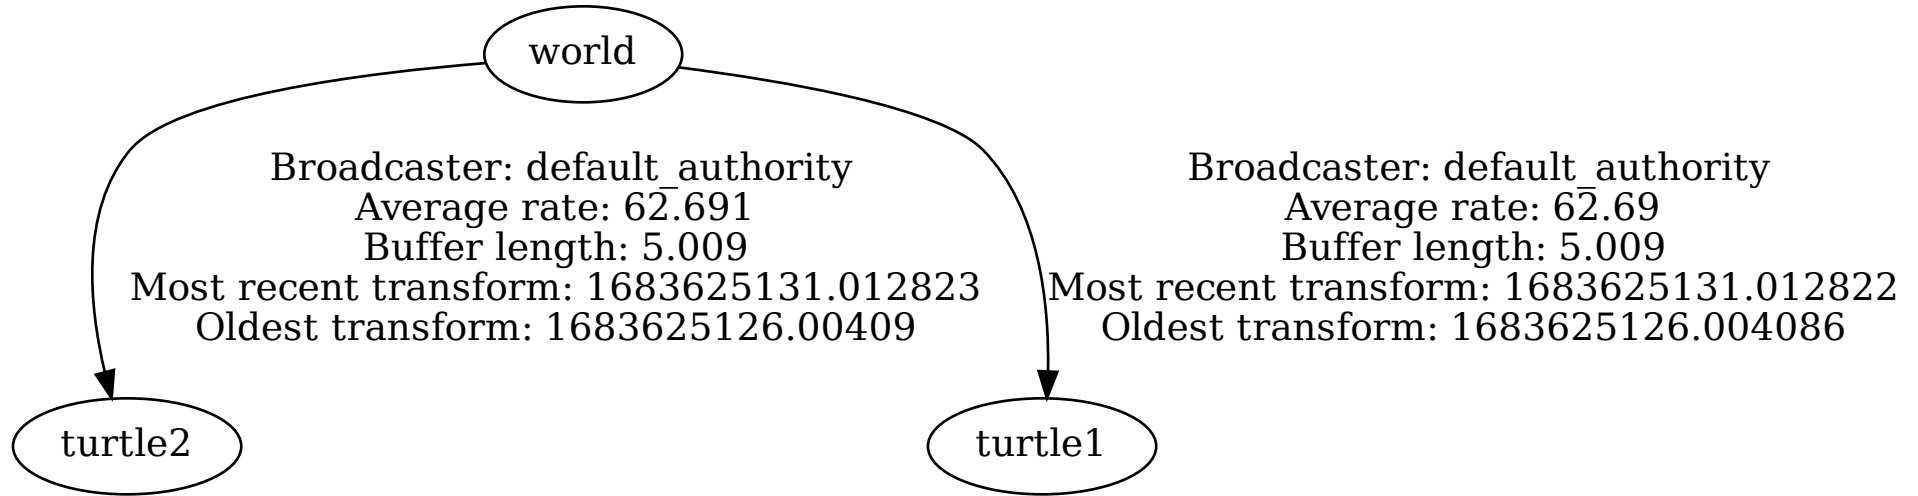 world
Broadcaster: default_authority
Average rate: 62.691
Buffer length: 5.009
Most recent transform: 1683625131.012823
Oldest transform: 1683625126.00409
Broadcaster: default_authority
Average rate: 62.69
Buffer length: 5.009
Most recent transform: 1683625131.012822
Oldest transform: 1683625126.004086
turtle2
turtle1